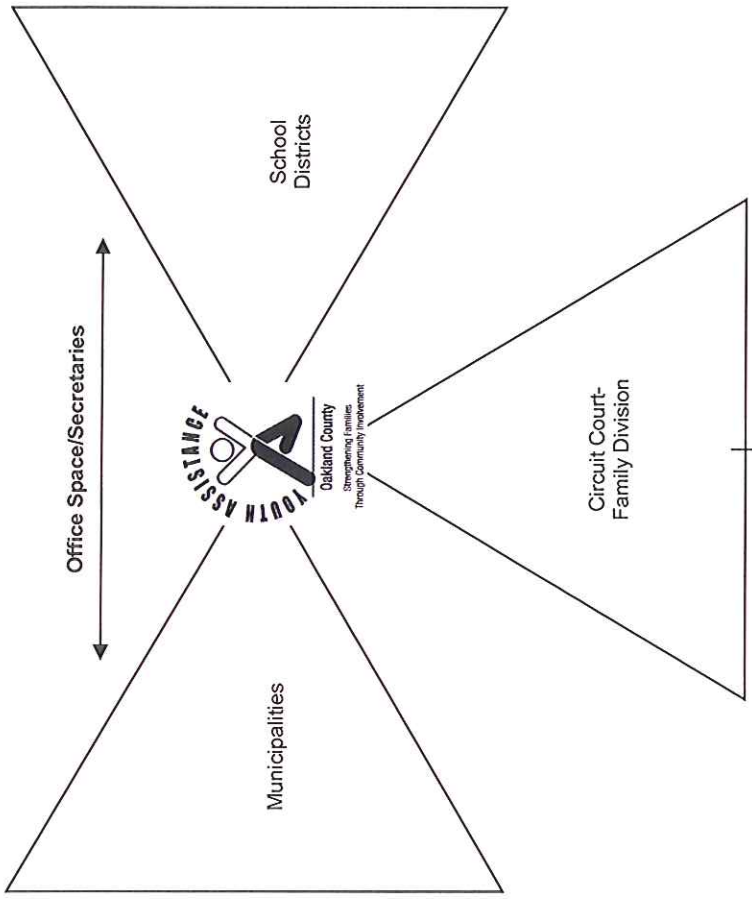 Office Space/Secretaries
Municipalities
YOUTH ASSISTANCE
Oakland County
Strengthening Families
Through Community Involvement
School
Districts
Circuit Court-
Family Division